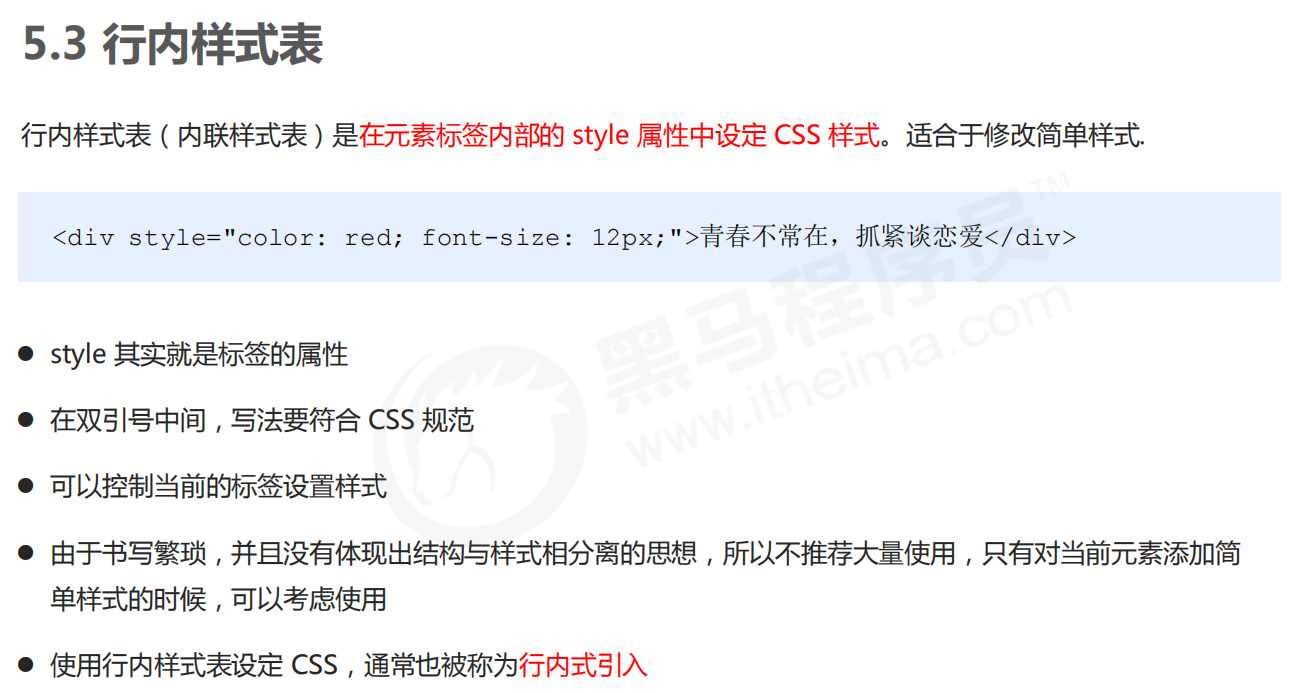 5.3 行内样式表
行内样式表（内联样式表）是在元素标签内部的 style 属性中设定 CSS 样式。适合于修改简单样式.
<div style="color: red; font-size: 12px;">青春不常在，抓紧谈恋爱</div>
● style 其实就是标签的属性
● 在双引号中间，写法要符合 CSS 规范
● 可以控制当前的标签设置样式
● 由于书写繁琐，并且没有体现出结构与样式相分离的思想，所以不推荐大量使用，只有对当前元素添加简
单样式的时候，可以考虑使用
● 使用行内样式表设定 CSS，通常也被称为行内式引入
黑马程序员™
www.itheima.com